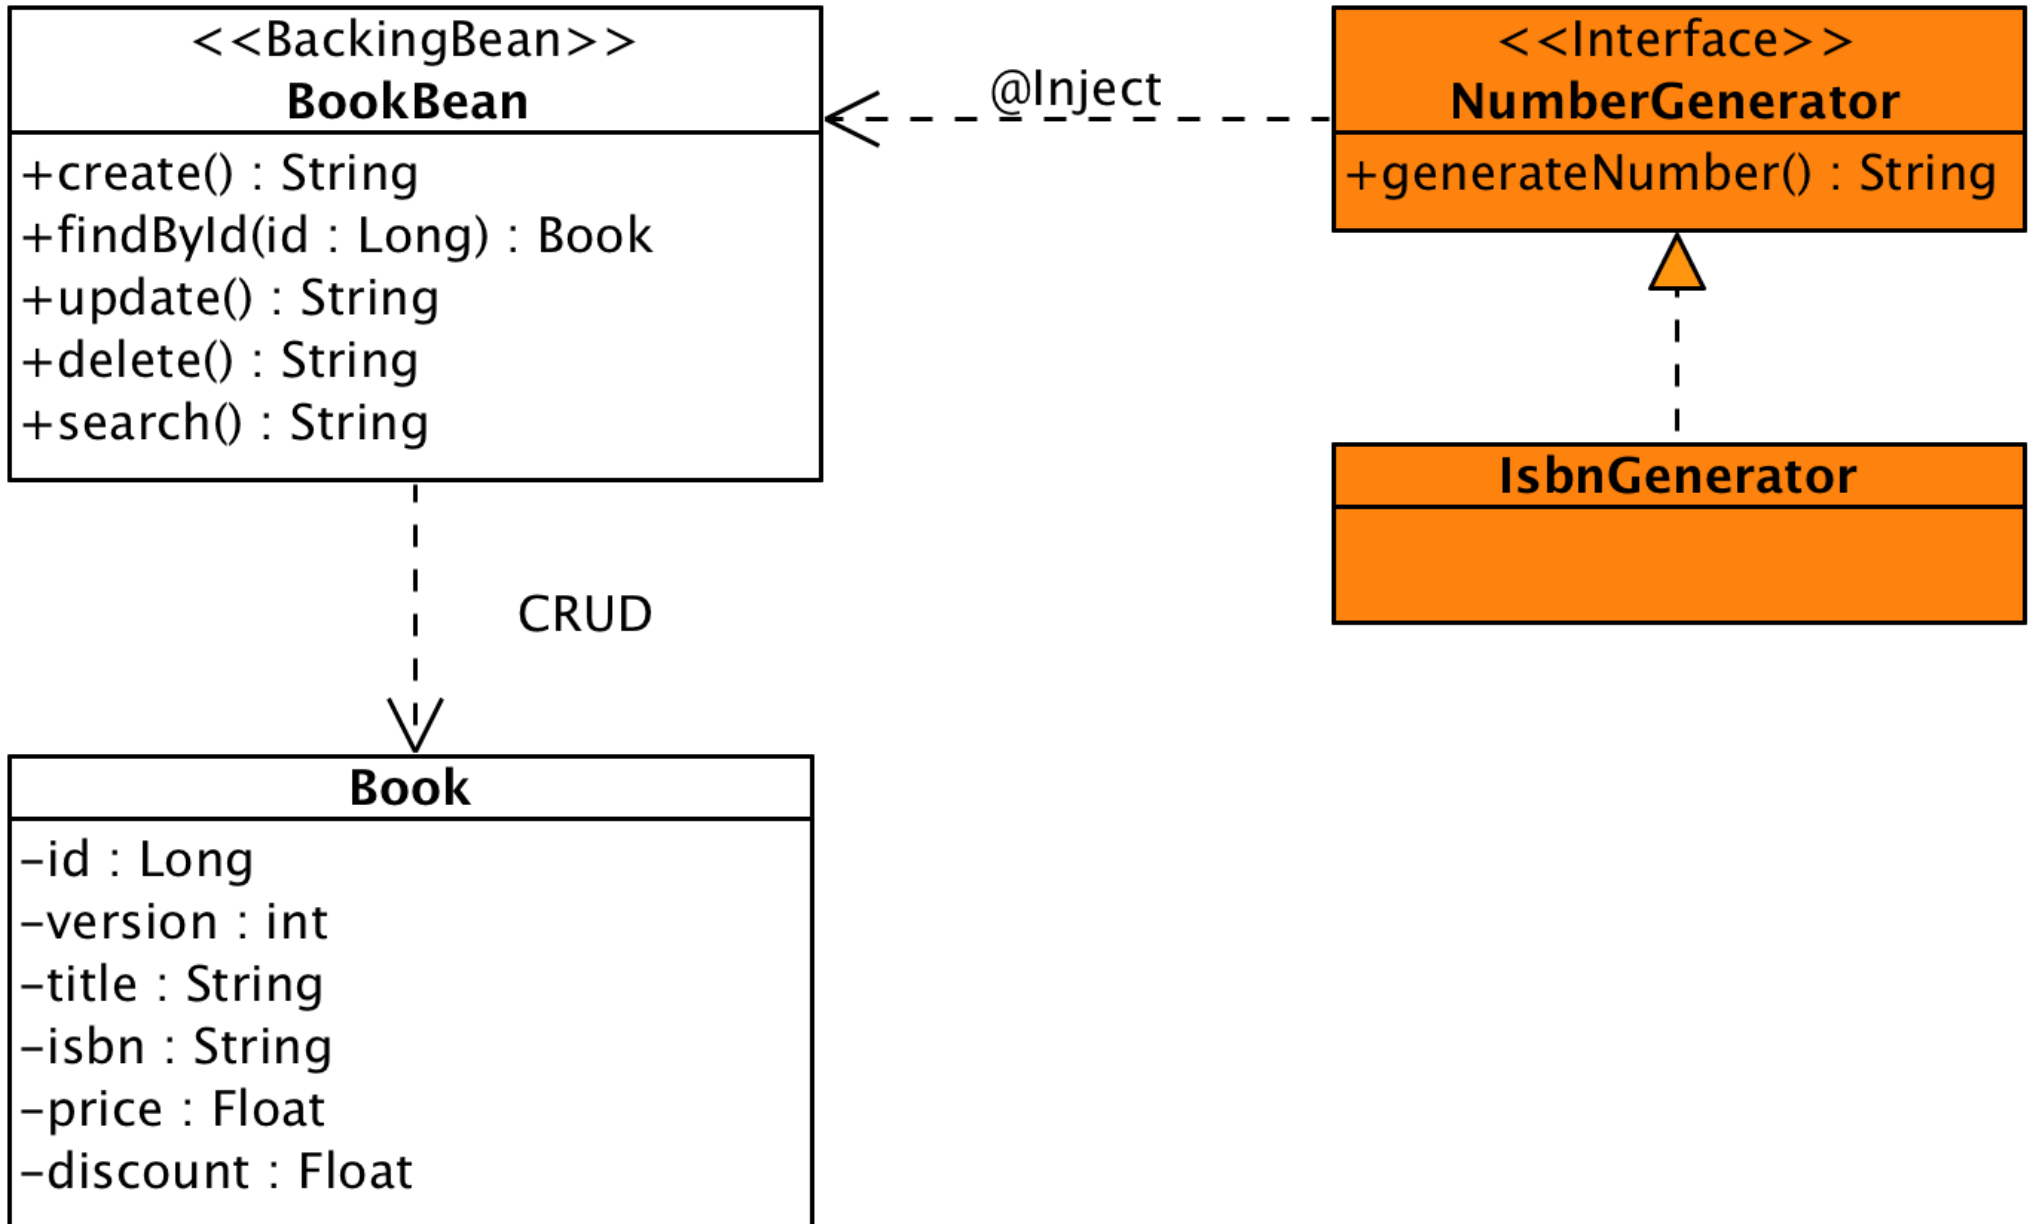 <<BackingBean>>
BookBean
+create() : String
+findById(id : Long) : Book
+update() : String
+delete() : String
+search() : String
@Inject
<<Interface>>
NumberGenerator
+generateNumber() : String
IsbnGenerator
CRUD
Book
-id : Long
-version : int
-title : String
-isbn : String
-price : Float
-discount : Float